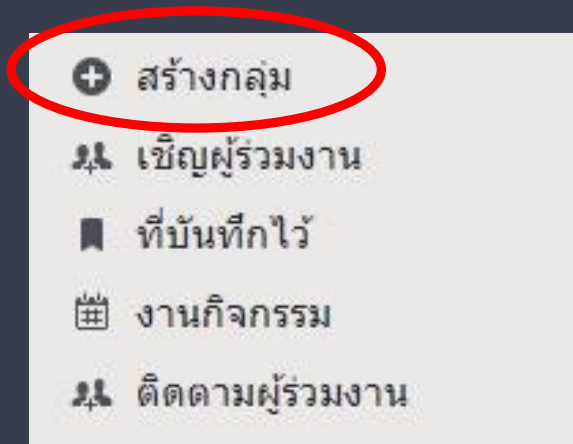 สร้างกลุ่ม
เชิญผู้ร่วมงาน
ที่บันทึกไว้
งานกิจกรรม
ติดตามผู้ร่วมงาน